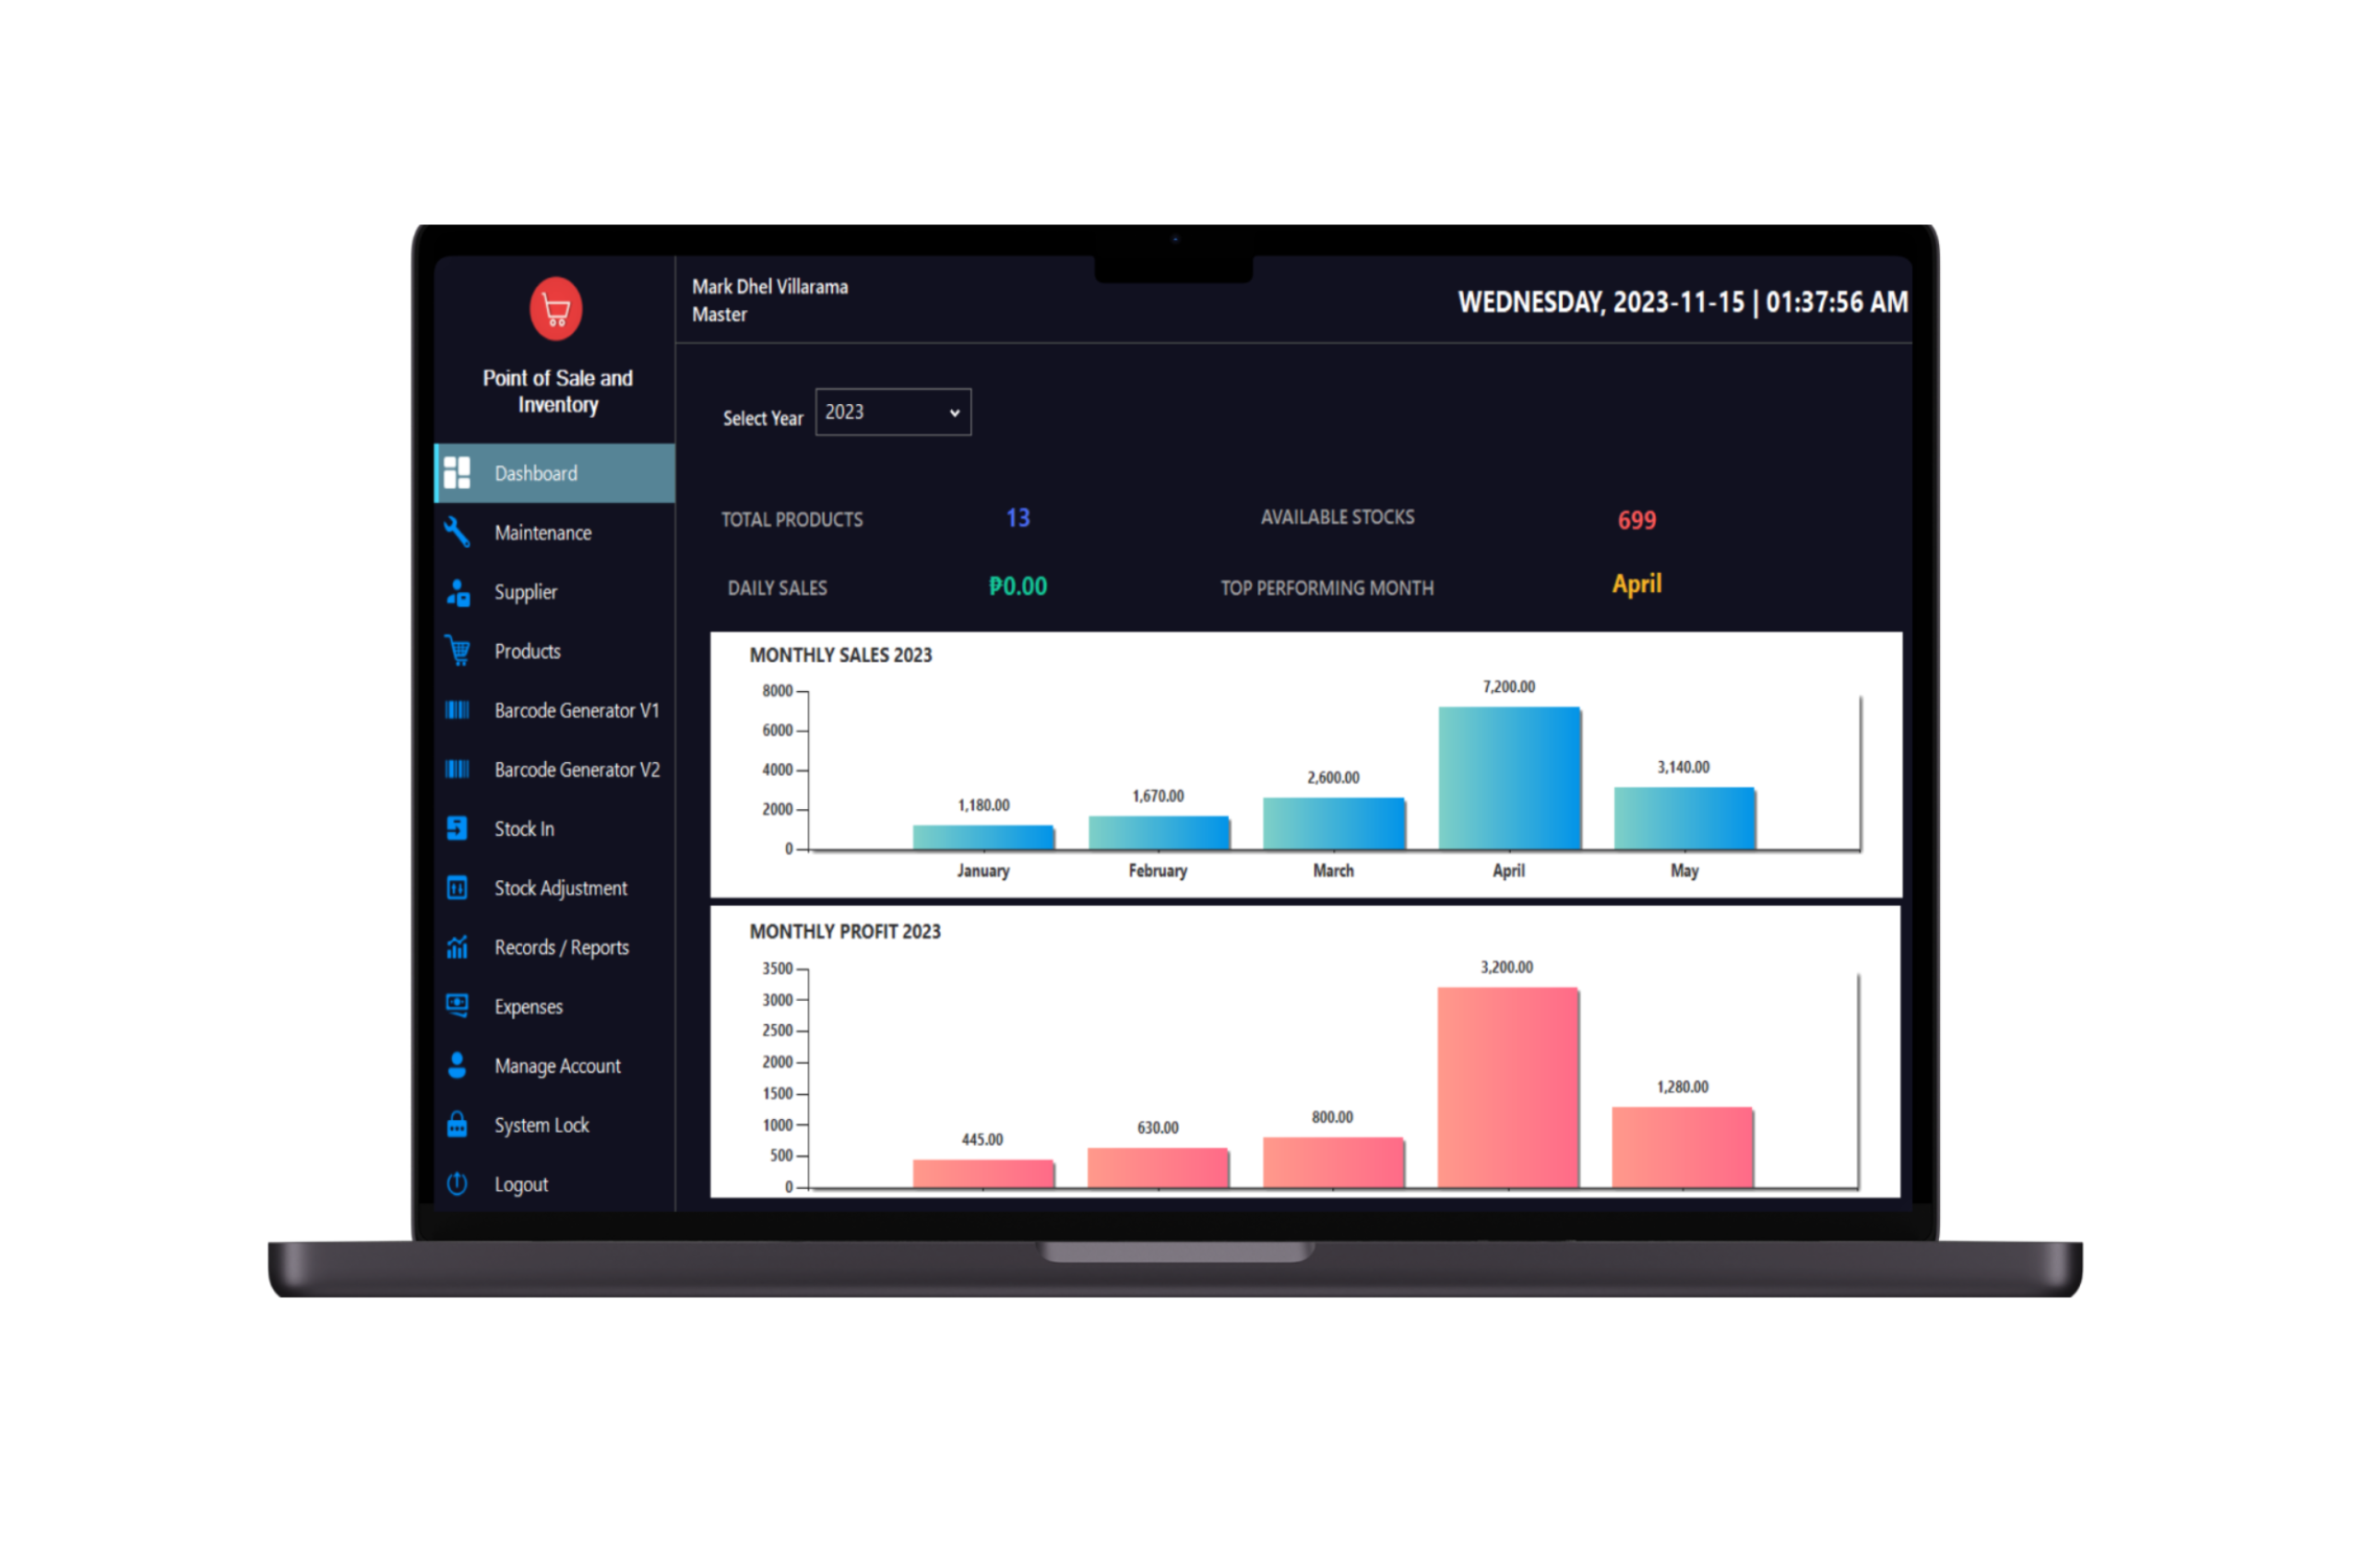 Point of Sale and
Inventory
Dashboard
Maintenance
Supplier
Products
Barcode Generator V1
Barcode Generator V2
Stock In
Stock Adjustment
Records / Reports
Expenses
Manage Account
System Lock
Logout
Mark Dhel Villarama
Master
WEDNESDAY, 2023-11-15 | 01:37:56 AM
Select Year 2023
TOTAL PRODUCTS 13 AVAILABLE STOCKS 699
DAILY SALES ₱0.00 TOP PERFORMING MONTH April
MONTHLY SALES 2023
8000
6000
4000
2000
0
1,180.00
1,670.00
2,600.00
7,200.00
3,140.00
January February March April May
MONTHLY PROFIT 2023
3500
3000
2500
2000
1500
1000
500
0
445.00
630.00
800.00
3,200.00
1,280.00